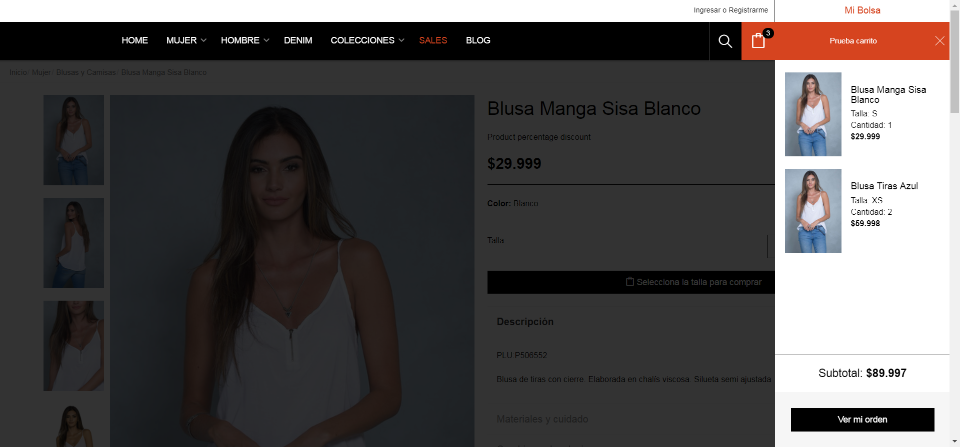 Ingresar o Registrarme
Mi Bolsa
HOME MUJER HOMBRE DENIM COLECCIONES SALES BLOG
3
Prueba carrito
Inicio Mujer Blusas y Camisas Blusa Manga Sisa Blanco
Blusa Manga Sisa Blanco
Product percentage discount
$29.999
Color: Blanco
Talla
Selecciona la talla para comprar
Descripción
PLU:P508552
Blusa de tiras con cierre. Elaborada en chalis viscosa. Silueta semi ajustada
Materiales y cuidado
Blusa Manga Sisa
Blanco
Talla: S
Cantidad: 1
$29.999
Blusa Tiras Azul
Talla: XS
Cantidad: 2
$59.998
Subtotal: $89.997
Ver mi orden